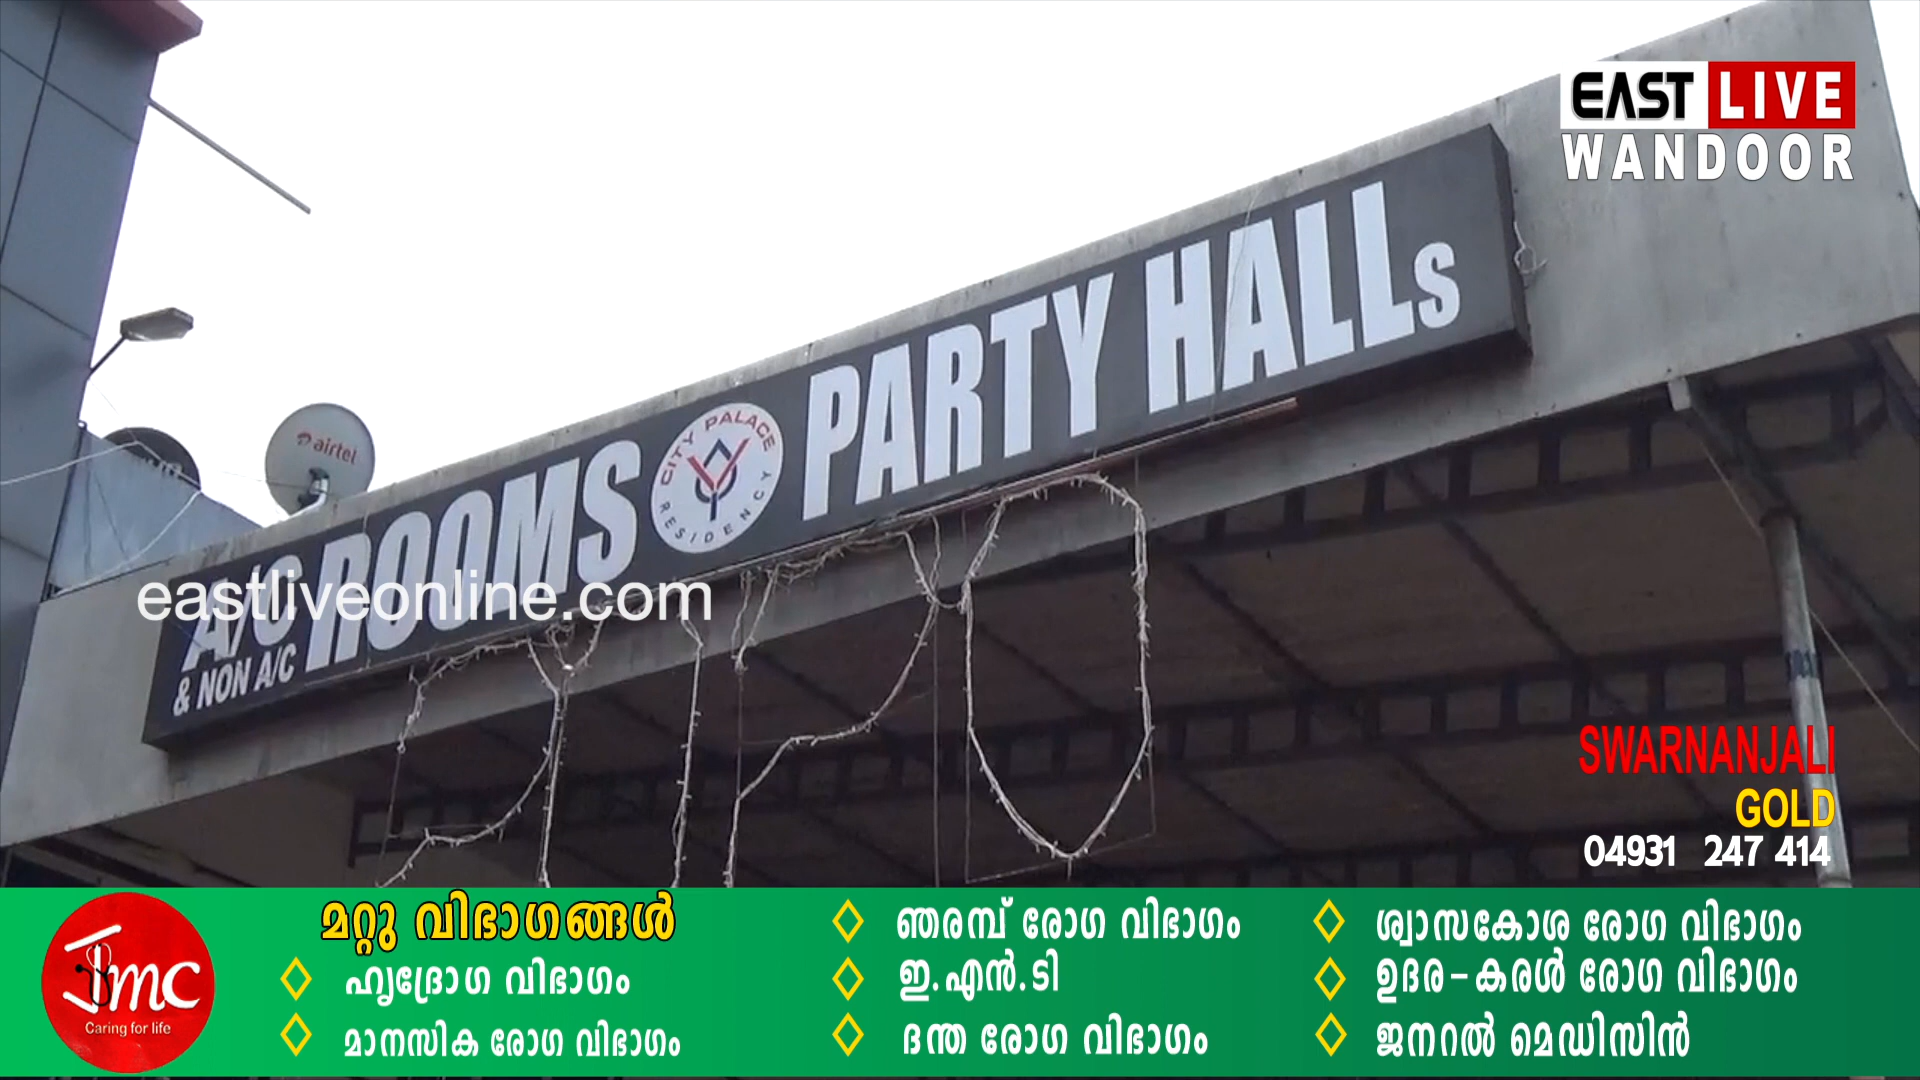 EAST LIVE
WANDOOR
airtel
A/C ROOMS
& NON A/C
CITY PALACE
RESIDENCY
PARTY HALLs
eastliveonline.com
SWARNANJALI
GOLD
04931 247 414
Jmc
Caring for life
മറ്റു വിഭാഗങ്ങൾ
ഹൃദ്രോഗ വിഭാഗം
മാനസിക രോഗ വിഭാഗം
ഞരമ്പ് രോഗ വിഭാഗം
ഇ.എൻ.ടി
ദന്ത രോഗ വിഭാഗം
ശ്വാസകോശ രോഗ വിഭാഗം
ഉദര-കരൾ രോഗ വിഭാഗം
ജനറൽ മെഡിസിൻ